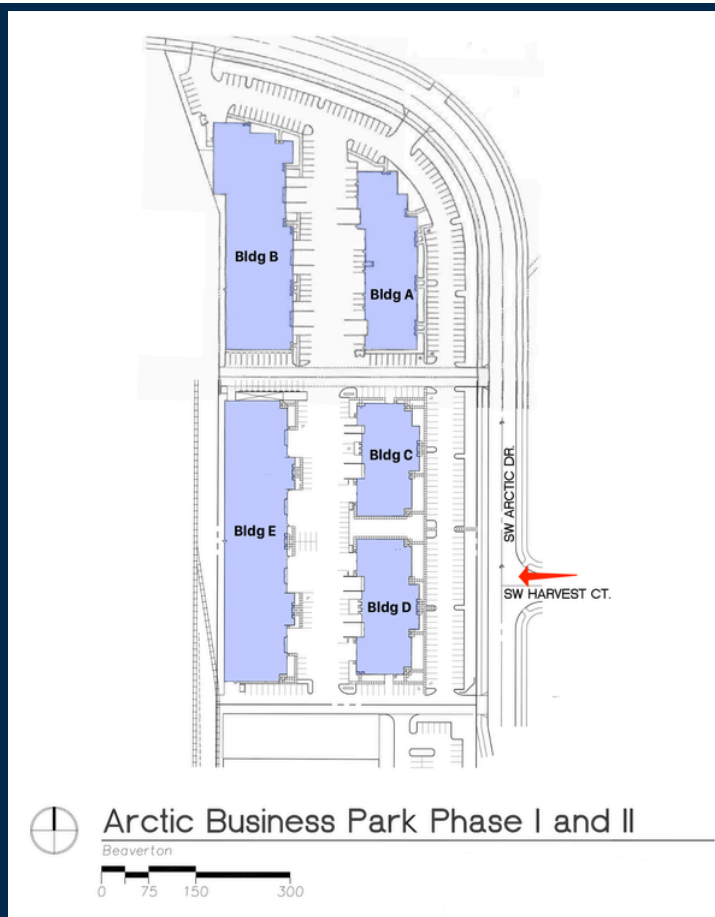 Bldg B
Bldg A
Bldg C
SW ARCTIC DR.
Bldg E
SW HARVEST CT.
Bldg D
Arctic Business Park Phase I and II
Beaverton
0 75 150 300